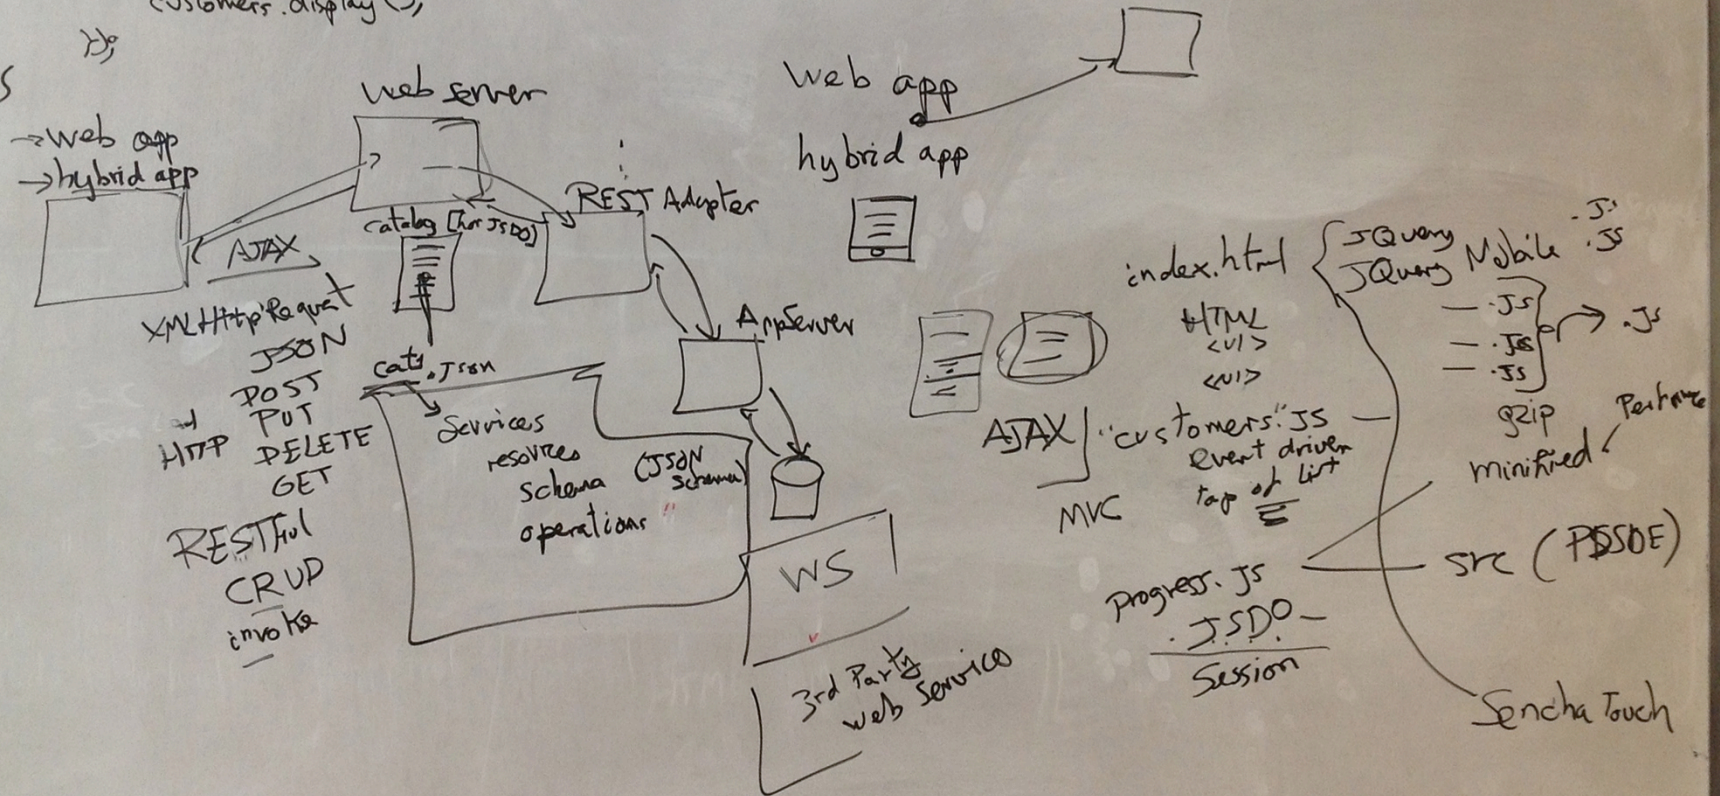 customers.display();
});
S
→ web app
→ hybrid app
web server
AJAX
XMLHttpRequest
JSON
POST
HTTP PUT
DELETE
GET
RESTful
CRUD
invoke
catalog [for JSDO]
REST Adapter
.Json
Services
resources
schema (JSON
schema)
operations
AppServer
WS
3rd Party
web Service
web app
hybrid app
index.html
HTML
<ul>
AJAX
"customers".JS
event driven
tap of list
MVC
progress.JS
. JSDO –
Session
JQuery
JQuery Mobile
.JS
— .JS
— .JS
— .JS
.JS
gzip
minified
src (PDSOE)
Sencha Touch